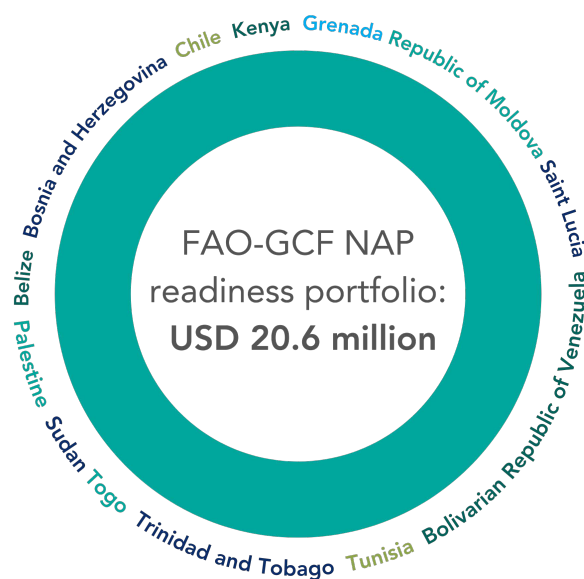 Grenada
Republic of Moldova
Saint Lucia
Bolivarian Republic of Venezuela
Tunisia
Trinidad and Tobago
Togo
Sudan
Palestine
Belize
Bosnia and Herzegovina
Chile
Kenya
FAO-GCF NAP
readiness portfolio:
USD 20.6 million